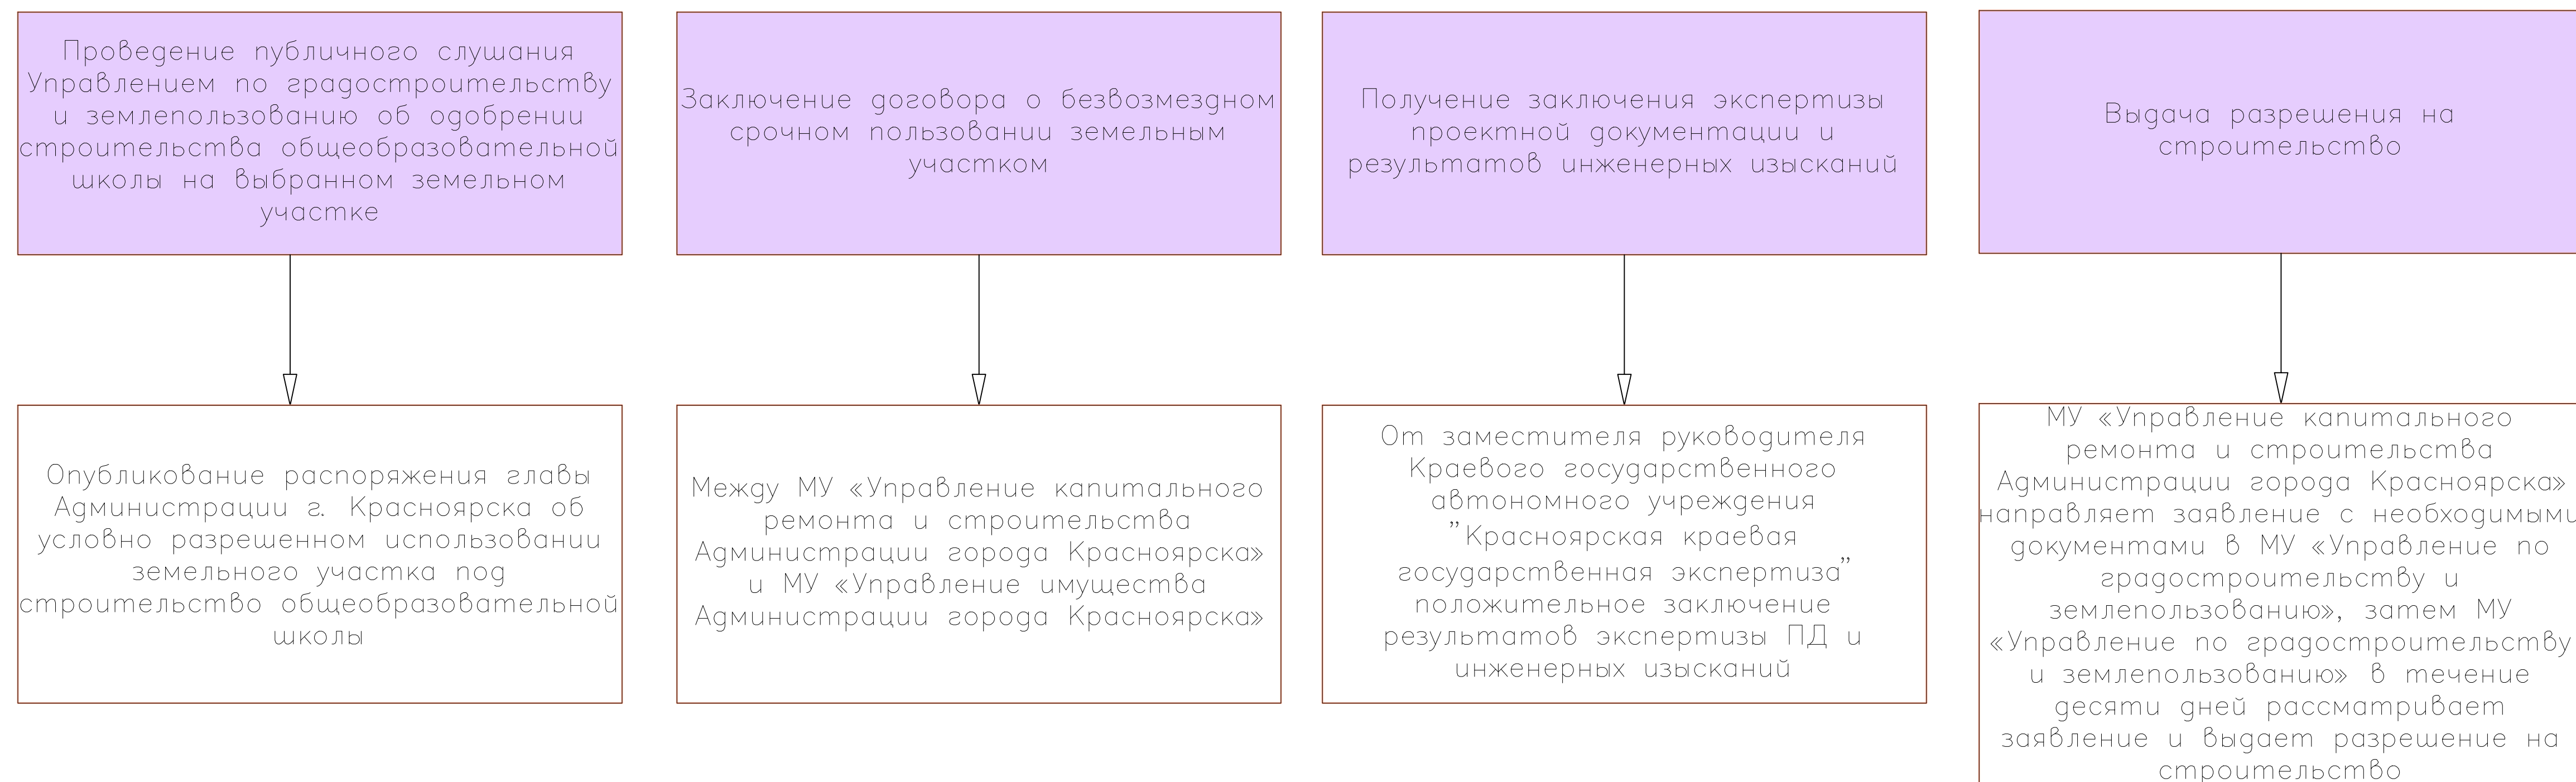 Проведение публичного слушания
Управлением по градостроительству
и землепользованию об одобрении
строительства общеобразовательной
школы на выбранном земельном
участке
Заключение договора о безвозмездном
срочном пользовании земельным
участком
Получение заключения экспертизы
проектной документации и
результатов инженерных изысканий
Выдача разрешения на
строительство
Опубликование распоряжения главы
Администрации г. Красноярска об
условно разрешенном использовании
земельного участка под
строительство общеобразовательной
школы
Между МУ «Управление капитального
ремонта и строительства
Администрации города Красноярска»
и МУ «Управление имущества
Администрации города Красноярска»
От заместителя руководителя
Краевого государственного
автономного учреждения
”Красноярская краевая
государственная экспертиза”
положительное заключение
результатов экспертизы ПД и
инженерных изысканий
МУ «Управление капитального
ремонта и строительства
Администрации города Красноярска»
направляет заявление с необходимыми
документами в МУ «Управление по
градостроительству и
землепользованию», затем МУ
«Управление по градостроительству
и землепользованию» в течение
десяти дней рассматривает
заявление и выдает разрешение на
строительство